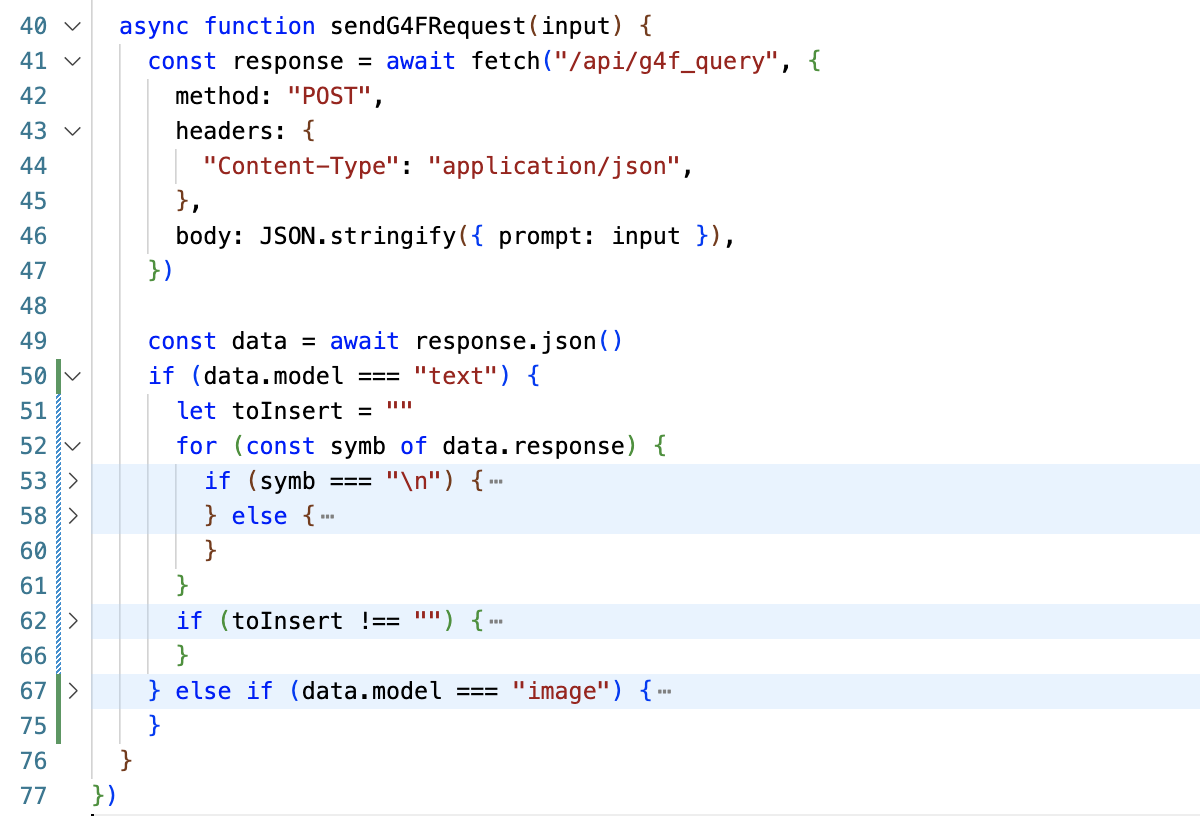 40 async function sendG4FRequest(input) {
41 const response = await fetch("/api/g4f_query", {
42 method: "POST",
43 headers: {
44 "Content-Type": "application/json",
45 },
46 body: JSON.stringify({ prompt: input }),
47 })
48
49 const data = await response.json()
50 if (data.model === "text") {
51 let toInsert = ""
52 for (const symb of data.response) {
53 if (symb === "\n") {⋯
58 } else {⋯
60 }
61 }
62 if (toInsert !== "") {⋯
66 }
67 } else if (data.model === "image") {⋯
75 }
76 }
77 })